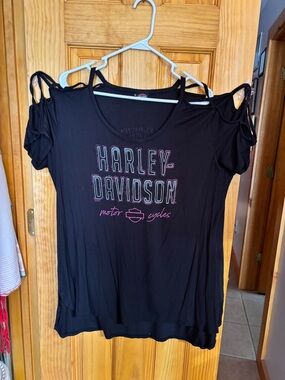 HARLEY-
DAVIDSON
motor cycles